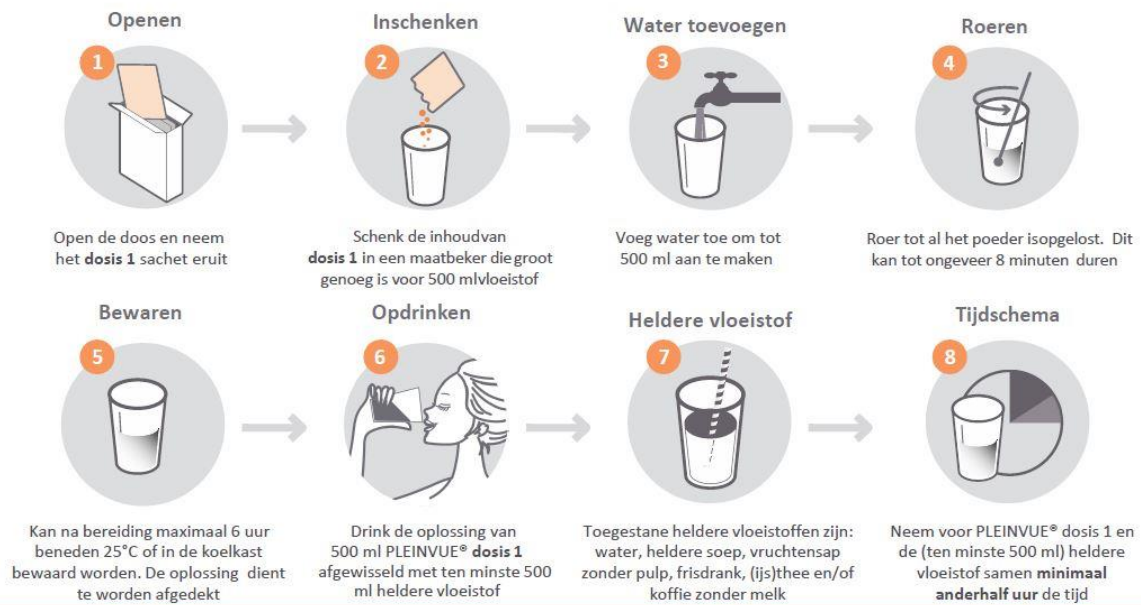 Openen
1
Open de doos en neem
het dosis 1 sachet eruit
Inschenken
2
Schenk de inhoudvan
dosis 1 in een maatbeker die groot
genoeg is voor 500 mlvloeistof
Water toevoegen
3
Voeg water toe om tot
500 ml aan te maken
Roeren
4
Roer tot al het poeder isopgelost. Dit
kan tot ongeveer 8 minuten duren
Bewaren
5
Kan na bereiding maximaal 6 uur
beneden 25°C of in de koelkast
bewaard worden. De oplossing dient
te worden afgedekt
Opdrinken
6
Drink de oplossing van
500 ml PLEINVUE® dosis 1
afgewisseld met ten minste 500
ml heldere vloeistof
Heldere vloeistof
7
Toegestane heldere vloeistoffen zijn:
water, heldere soep, vruchtensap
zonder pulp, frisdrank, (ijs)thee en/of
koffie zonder melk
Tijdschema
8
Neem voor PLEINVUE® dosis 1 en
de (ten minste 500 ml) heldere
vloeistof samen minimaal
anderhalf uur de tijd